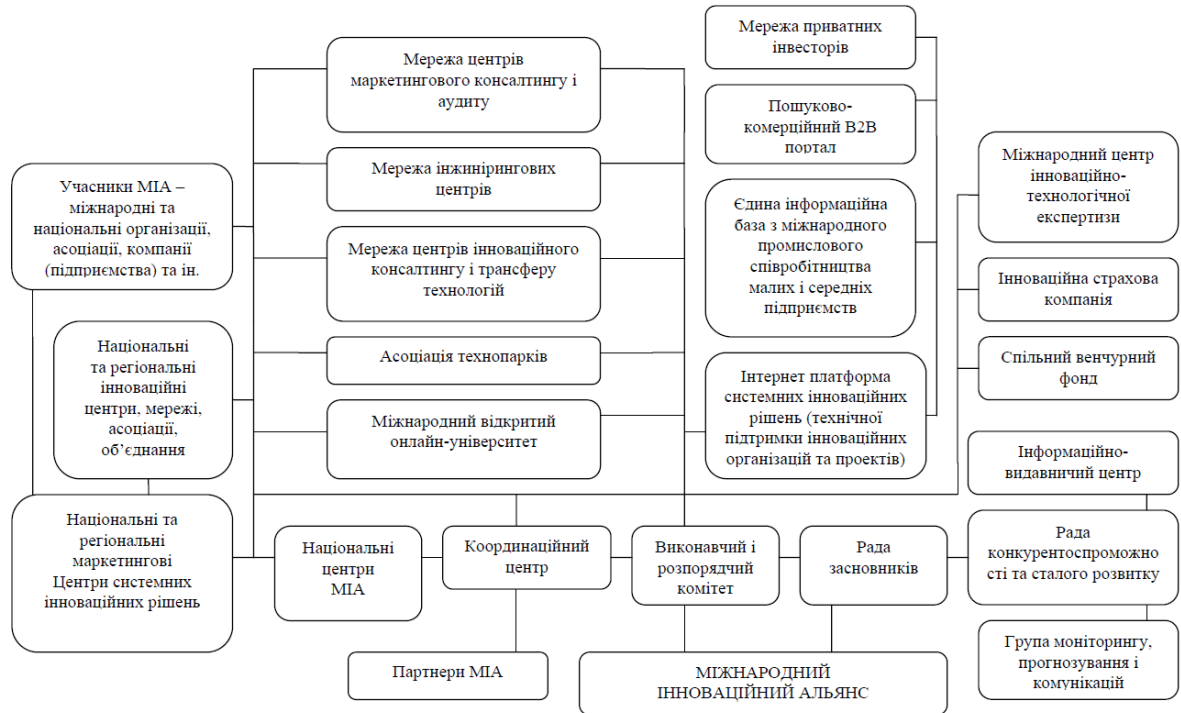 Мережа центрів
маркетингового консалтингу і
аудиту
Мережа інжинірингових
центрів
Мережа центрів інноваційного
консалтингу і трансферу
технологій
Асоціація технопарків
Міжнародний відкритий
онлайн-університет
Мережа приватних
інвесторів
Пошуково-
комерційний B2B
портал
Єдина інформаційна
база з міжнародного
промислового
співробітництва
малих і середніх
підприємств
Інтернет платформа
системних інноваційних
рішень (технічної
підтримки інноваційних
організацій та проектів)
Міжнародний центр
інноваційно-
технологічної
експертизи
Інноваційна страхова
компанія
Спільний венчурний
фонд
Інформаційно-
видавничий центр
Учасники МІА –
міжнародні та
національні організації,
асоціації, компанії
(підприємства) та ін.
Національні
та регіональні
інноваційні
центри, мережі,
асоціації,
об’єднання
Національні та
регіональні
маркетингові
Центри системних
інноваційних рішень
Національні
центри
МІА
Координаційний
центр
Виконавчий і
розпорядчий
комітет
Рада
засновників
Рада
конкурентоспроможно
сті та сталого розвитку
Партнери МІА
МІЖНАРОДНИЙ
ІННОВАЦІЙНИЙ АЛЬЯНС
Група моніторингу,
прогнозування і
комунікацій